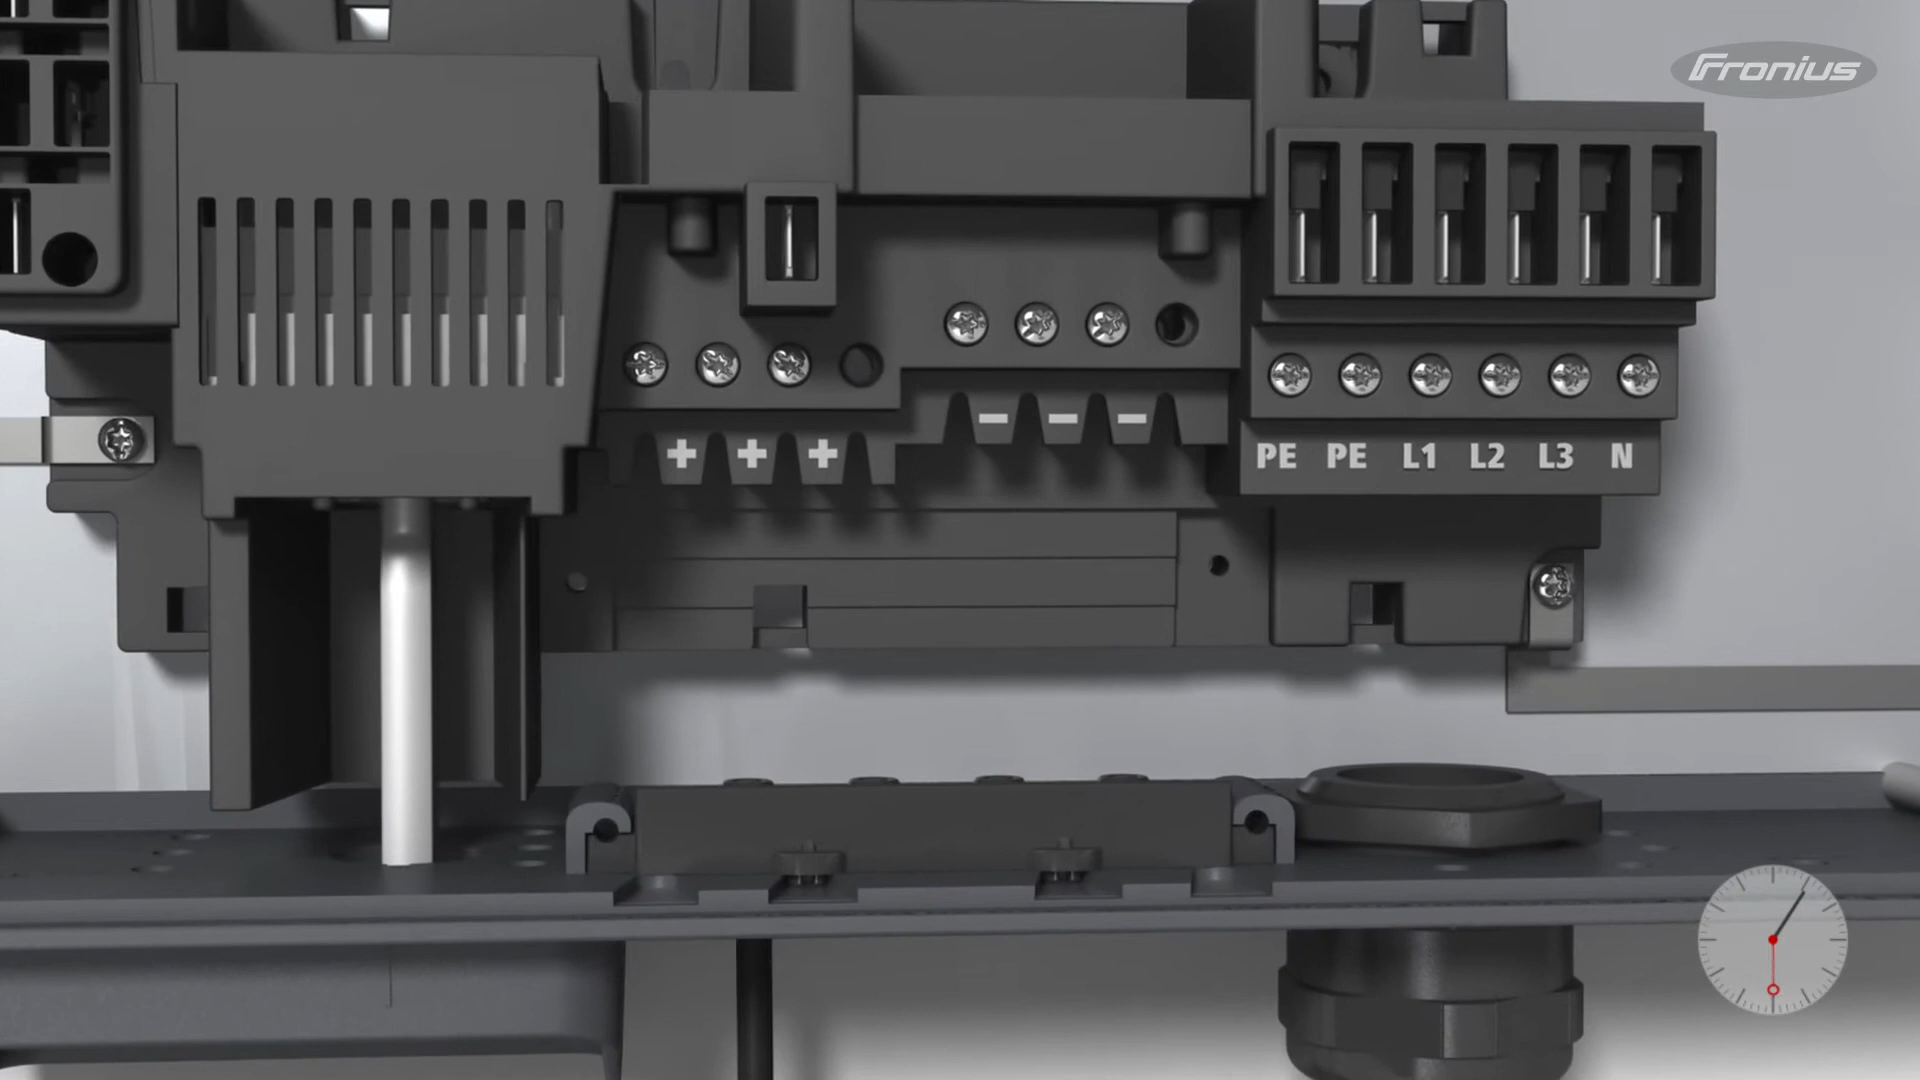 Fronius
+ + +
- - -
PE PE L1 L2 L3 N